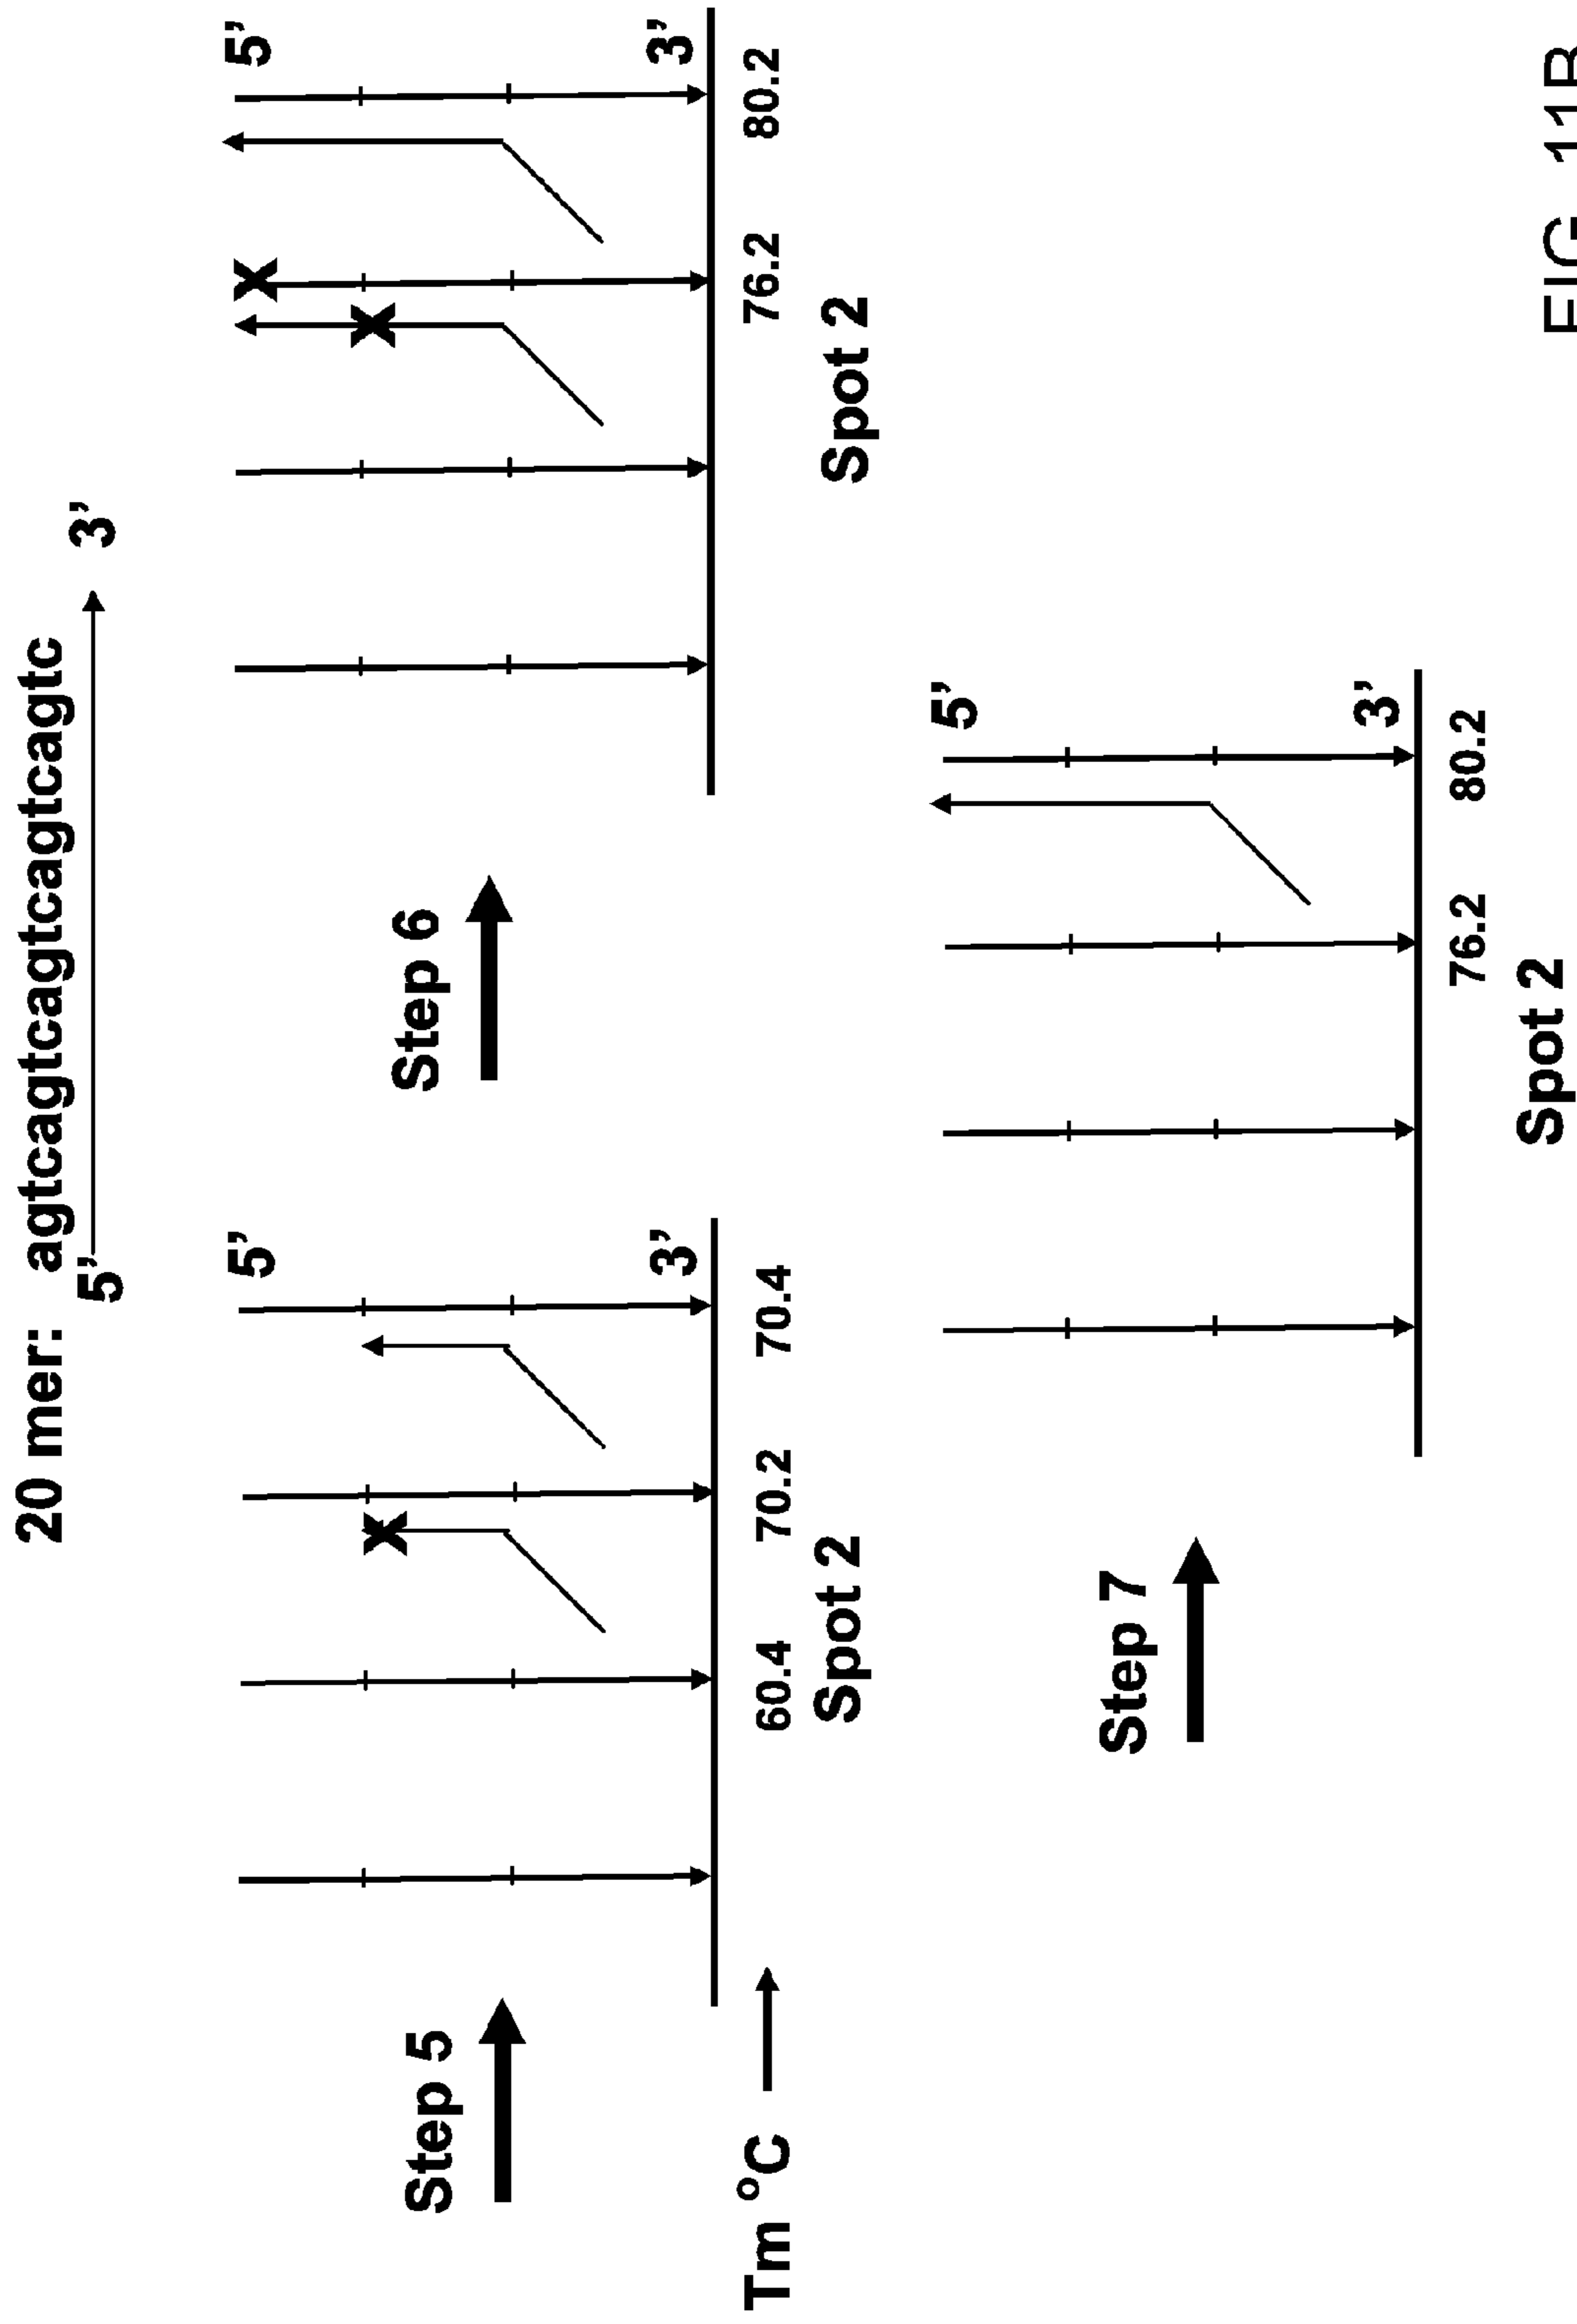 20 mer: agtcagtcagtcagtcagtc
5' 3'
5' 5'
Step 5 Step 6
3' 3'
Tm °C 60.4 70.2 70.4 76.2 80.2
Spot 2 Spot 2
5'
Step 7
3'
76.2 80.2
Spot 2
FIG 11B